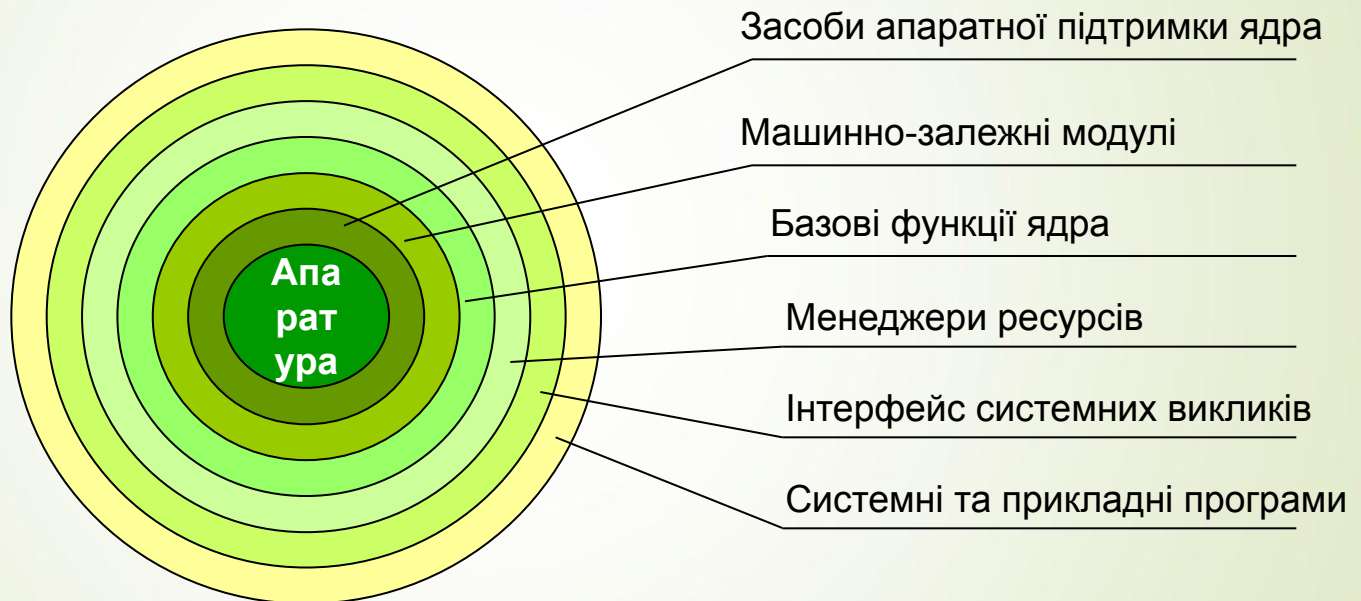 Засоби апаратної підтримки ядра
Машинно-залежні модулі
Базові функції ядра
Менеджери ресурсів
Інтерфейс системних викликів
Системні та прикладні програми
Апа
рат
ура